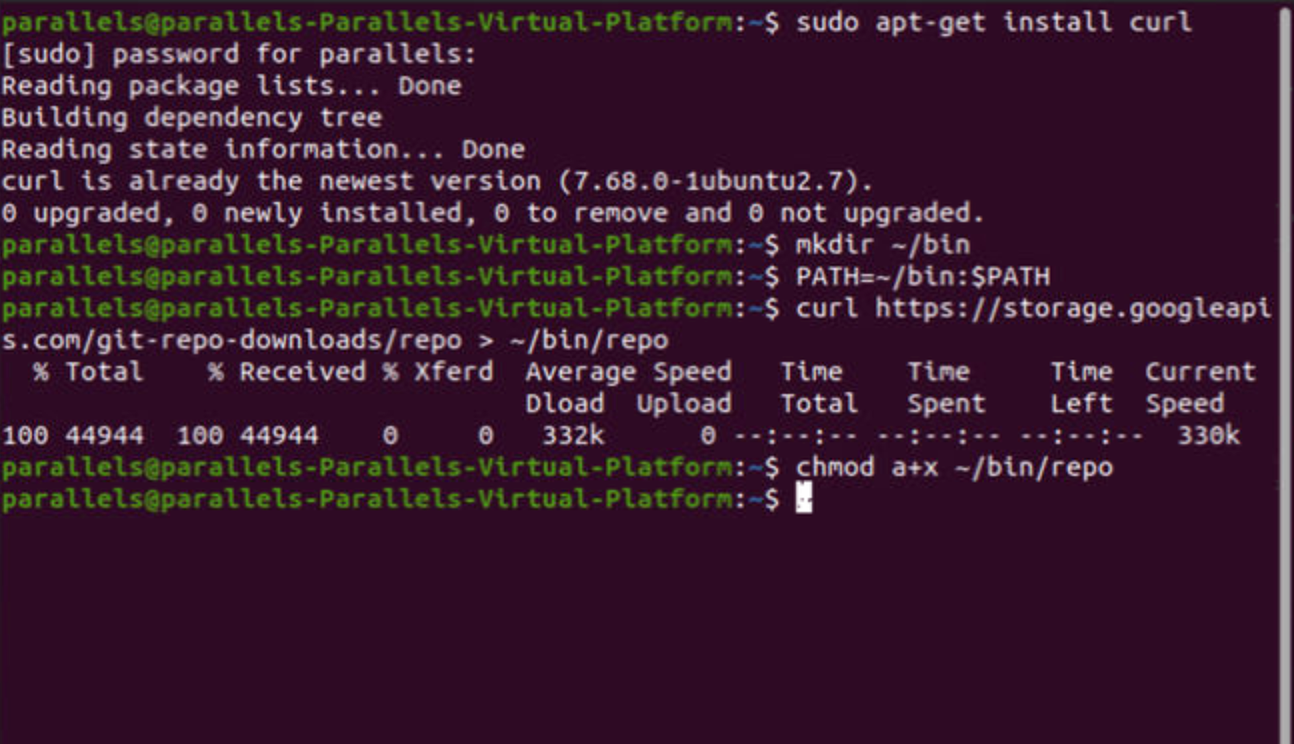 parallels@parallels-Parallels-Virtual-Platform:~$ sudo apt-get install curl
[sudo] password for parallels:
Reading package lists... Done
Building dependency tree
Reading state information... Done
curl is already the newest version (7.68.0-1ubuntu2.7).
0 upgraded, 0 newly installed, 0 to remove and 0 not upgraded.
parallels@parallels-Parallels-Virtual-Platform:~$ mkdir ~/bin
parallels@parallels-Parallels-Virtual-Platform:~$ PATH=~/bin:$PATH
parallels@parallels-Parallels-Virtual-Platform:~$ curl https://storage.googleapi
s.com/git-repo-downloads/repo > ~/bin/repo
  % Total    % Received % Xferd  Average Speed   Time    Time     Time  Current
                                 Dload  Upload   Total   Spent    Left  Speed
100 44944  100 44944    0     0   332k      0 --:--:-- --:--:-- --:--:--  330k
parallels@parallels-Parallels-Virtual-Platform:~$ chmod a+x ~/bin/repo
parallels@parallels-Parallels-Virtual-Platform:~$